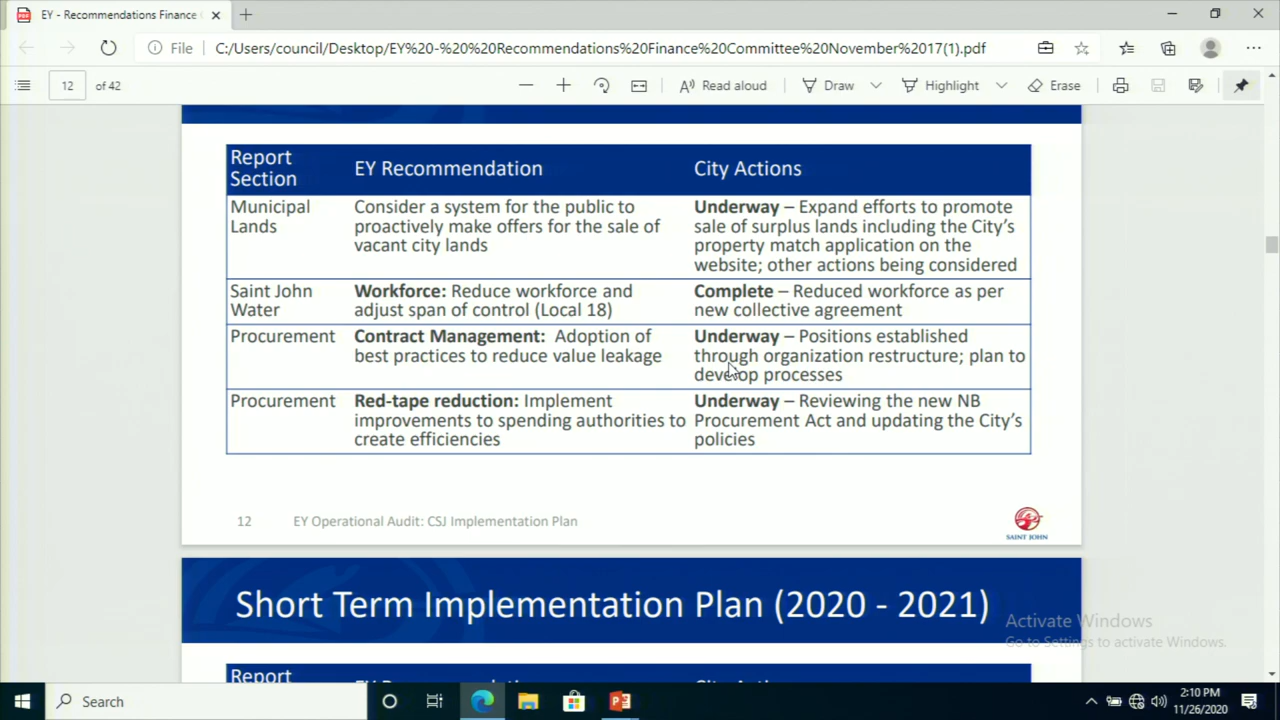 EY - Recommendations Finance
File
C:/Users/council/Desktop/EY%20-%20%20Recommendations%20Finance%20Committee%20November%2017(1).pdf
12 of 42
Read aloud
Draw
Highlight
Erase
Report Section
EY Recommendation
City Actions
Municipal Lands
Consider a system for the public to
proactively make offers for the sale of
vacant city lands
Underway – Expand efforts to promote
sale of surplus lands including the City's
property match application on the
website; other actions being considered
Saint John
Water
Workforce: Reduce workforce and
adjust span of control (Local 18)
Complete – Reduced workforce as per
new collective agreement
Procurement
Contract Management: Adoption of
best practices to reduce value leakage
Underway – Positions established
through organization restructure; plan to
develop processes
Procurement
Red-tape reduction: Implement
improvements to spending authorities to
create efficiencies
Underway – Reviewing the new NB
Procurement Act and updating the City's
policies
12
EY Operational Audit: CSJ Implementation Plan
SAINT JOHN
Short Term Implementation Plan (2020 - 2021)
Activate Windows
Go to Settings to activate Windows.
Report
Search
2:10 PM
11/26/2020